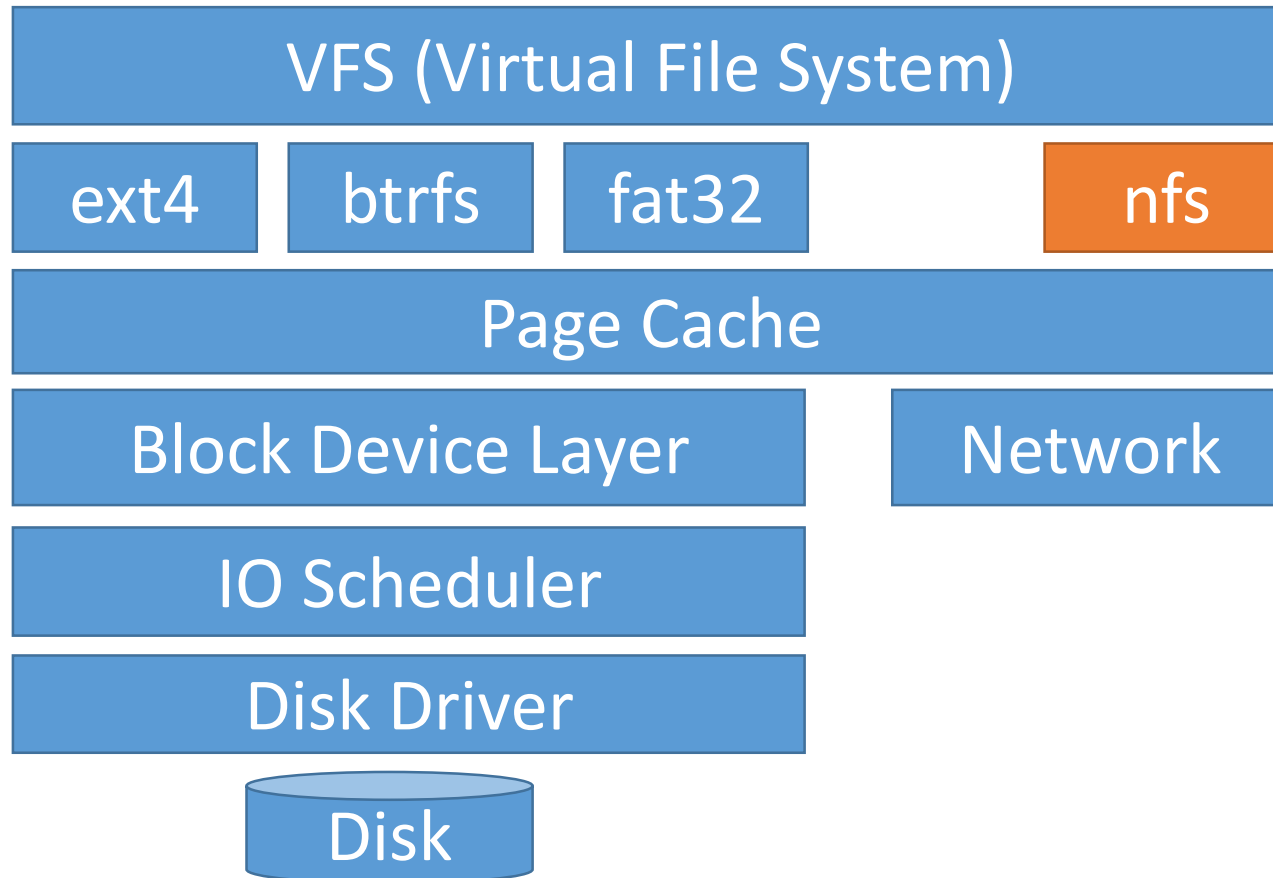 VFS (Virtual File System)
ext4 btrfs fat32 nfs
Page Cache
Block Device Layer Network
IO Scheduler
Disk Driver
Disk